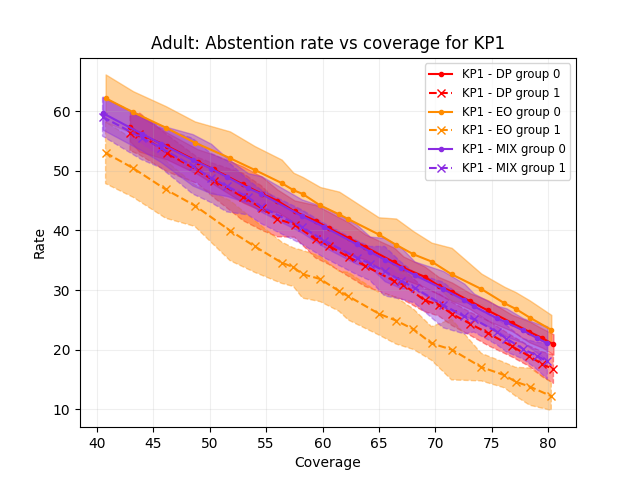 Adult: Abstention rate vs coverage for KP1
KP1 - DP group 0
KP1 - DP group 1
KP1 - EO group 0
KP1 - EO group 1
KP1 - MIX group 0
KP1 - MIX group 1
Rate
60
50
40
30
20
10
40 45 50 55 60 65 70 75 80
Coverage